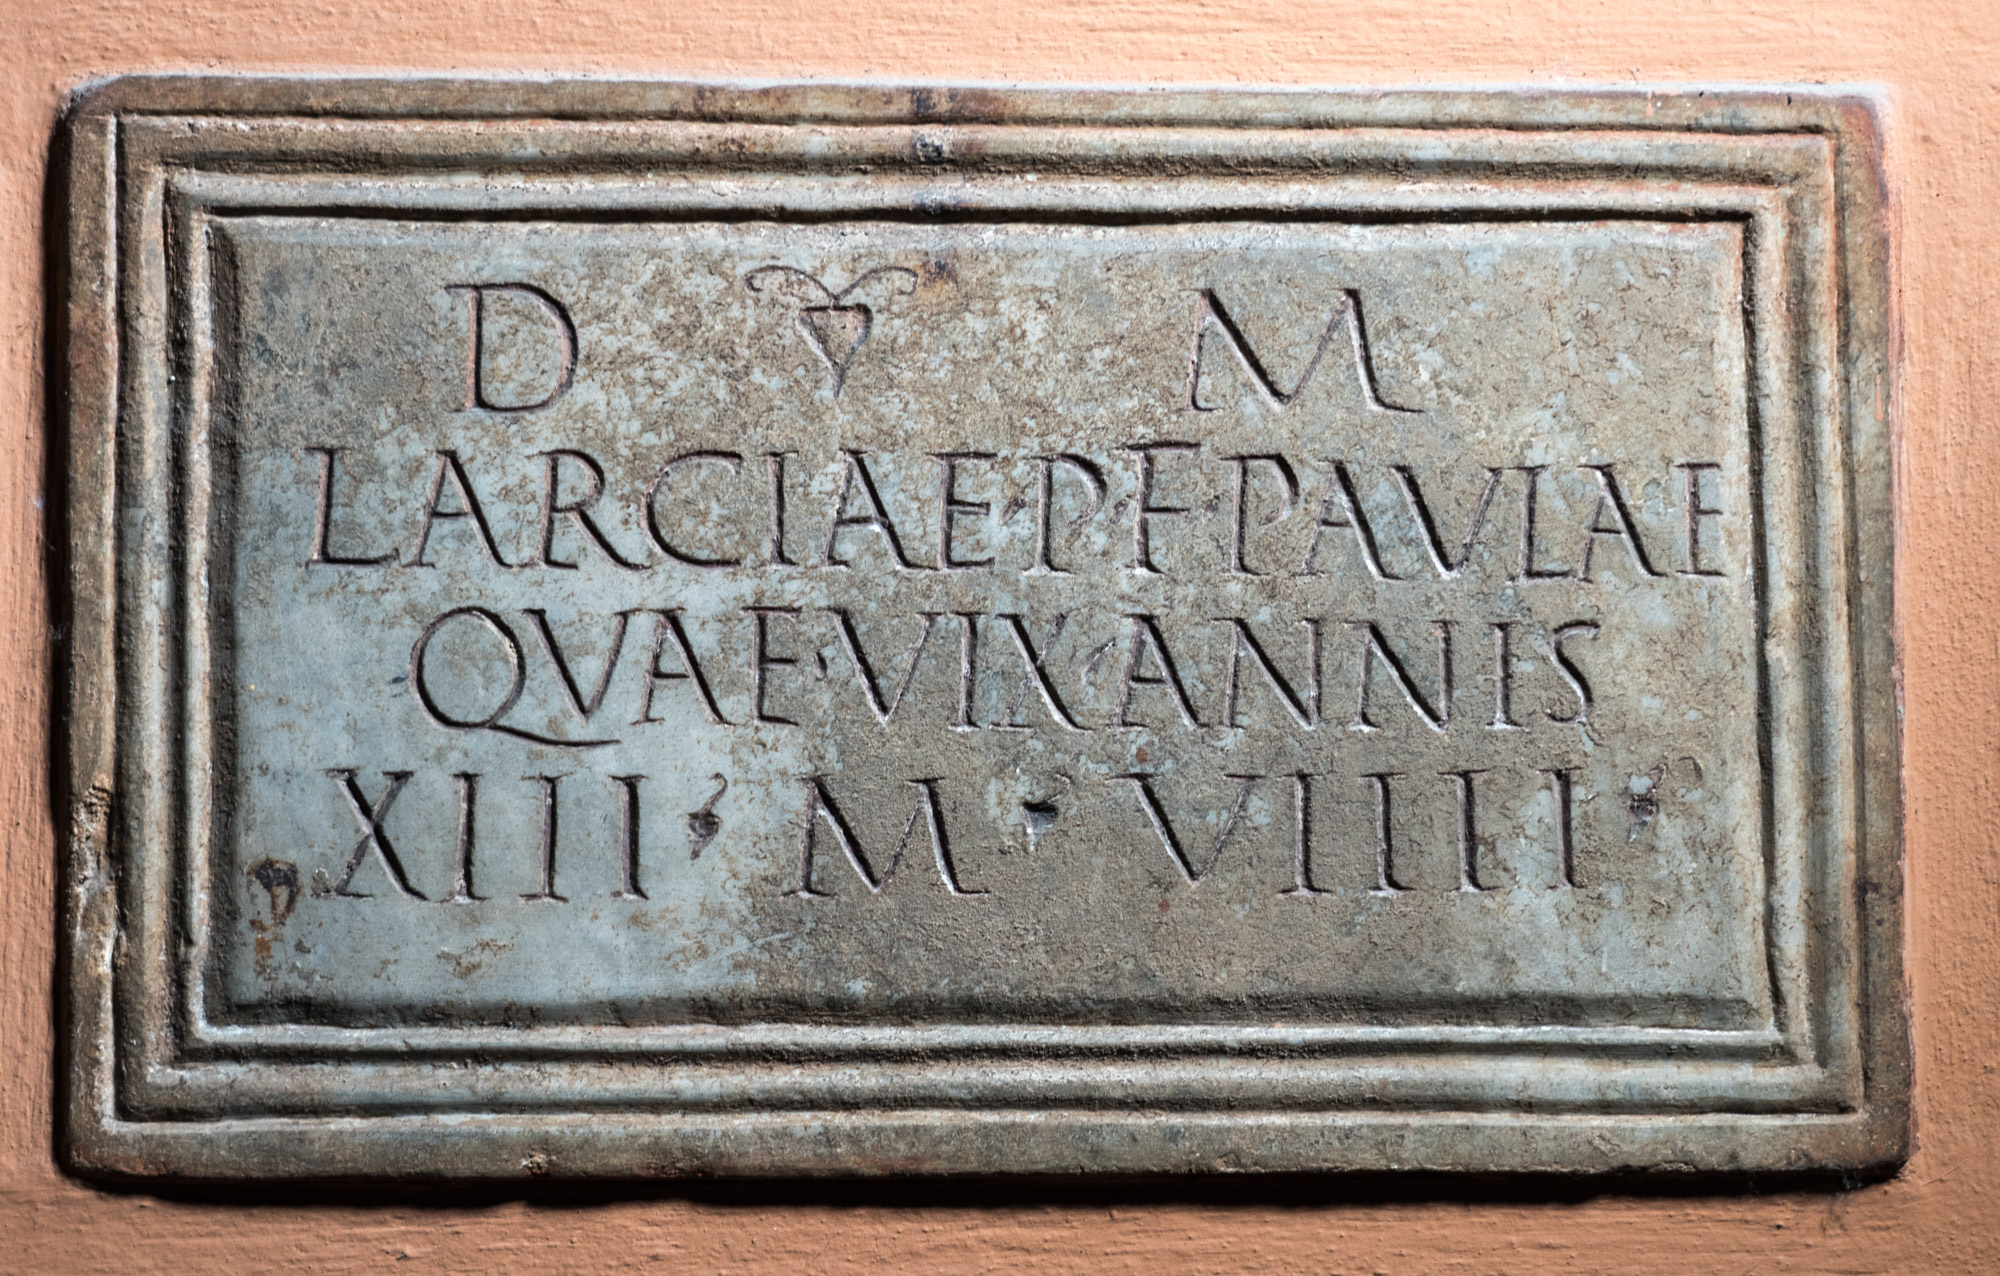 D ❦ M
LARCIAE·P·F·PAVLAE
QVAE·VIX·ANNIS
XIII ❦ M ❦ VIIII ❦